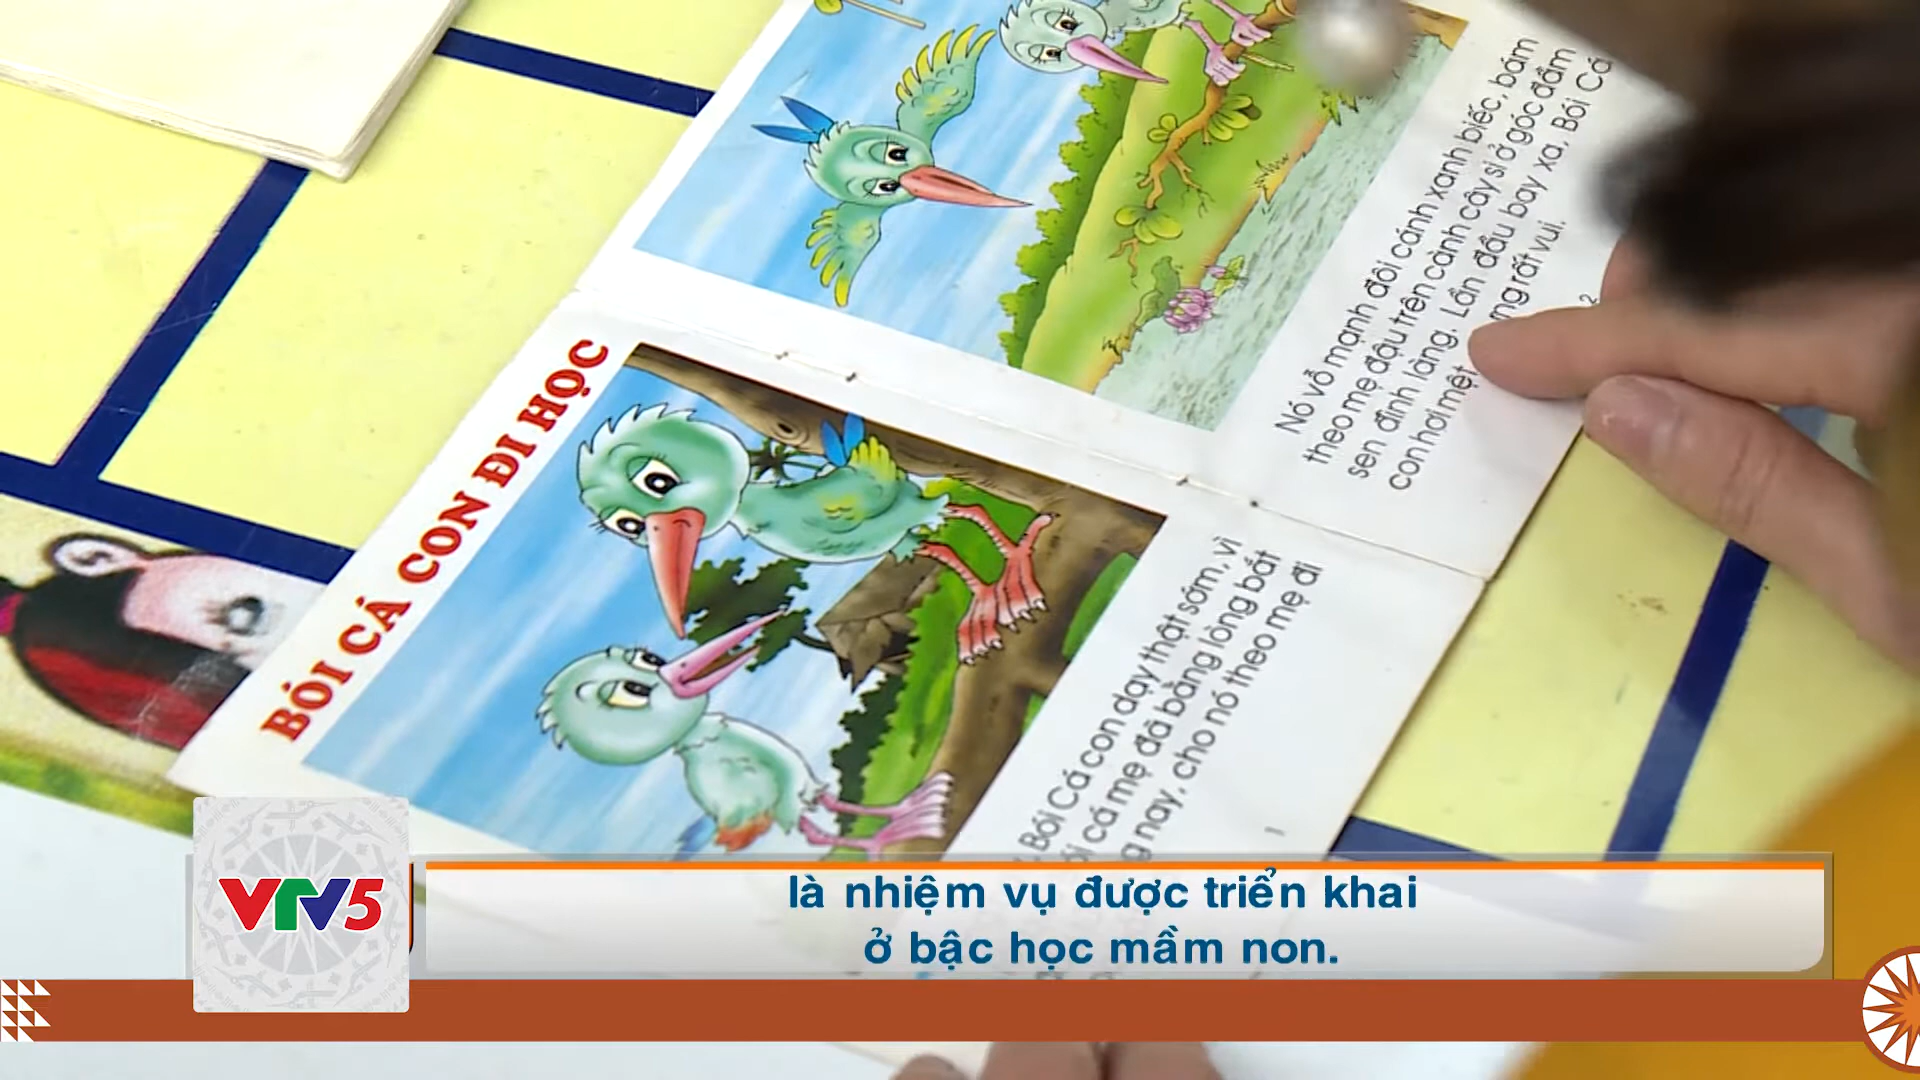 BÓI CÁ CON ĐI HỌC
Bói Cá con dạy thật sớm, vì
cá mẹ đã bằng lòng bắt
nay, cho nó theo mẹ đi
1
Nó vỗ mạnh đôi cánh xanh biếc, bám
theo mẹ đậu trên cành cây si ở góc đầm
sen đình làng. Lần đầu bay xa, Bói Cá
con hơi mệt rất vui.
2
VTV5
là nhiệm vụ được triển khai
ở bậc học mầm non.